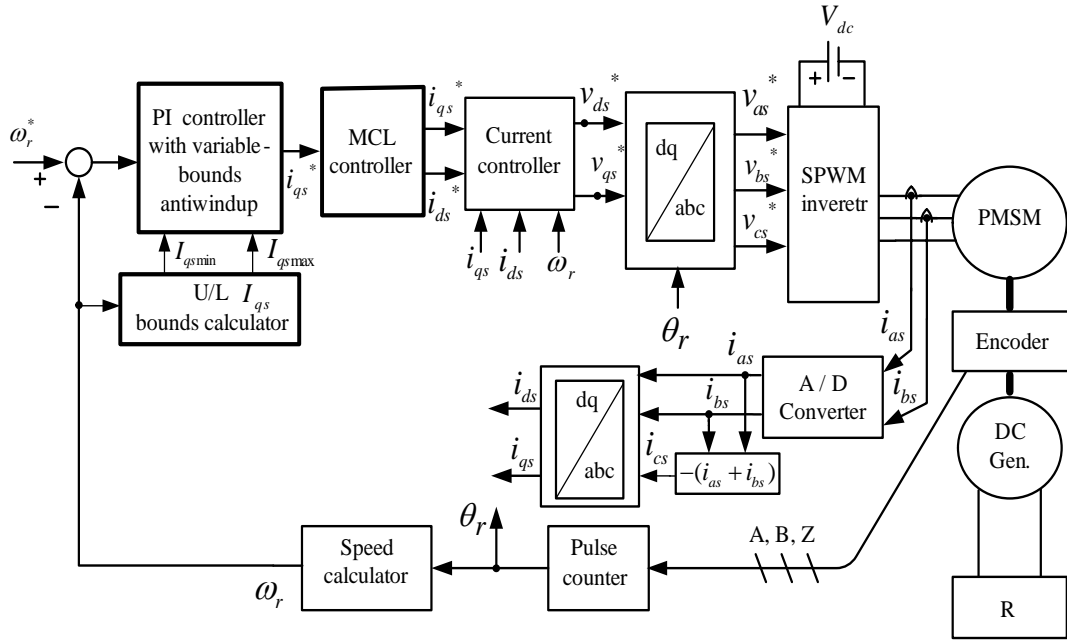 V_dc
+ −
ω_r^*
+
−
PI controller
with variable-
bounds
antiwindup
i_qs^*
MCL
controller
i_qs^*
i_ds^*
Current
controller
i_qs
i_ds
ω_r
v_ds^*
v_qs^*
dq
abc
θ_r
v_as^*
v_bs^*
v_cs^*
SPWM
inveretr
PMSM
I_qsmin
I_qsmax
U/L I_qs
bounds calculator
i_as
i_bs
Encoder
A / D
Converter
i_as
i_bs
i_cs
−(i_as + i_bs)
dq
abc
i_ds
i_qs
DC
Gen.
R
A, B, Z
Pulse
counter
θ_r
Speed
calculator
ω_r